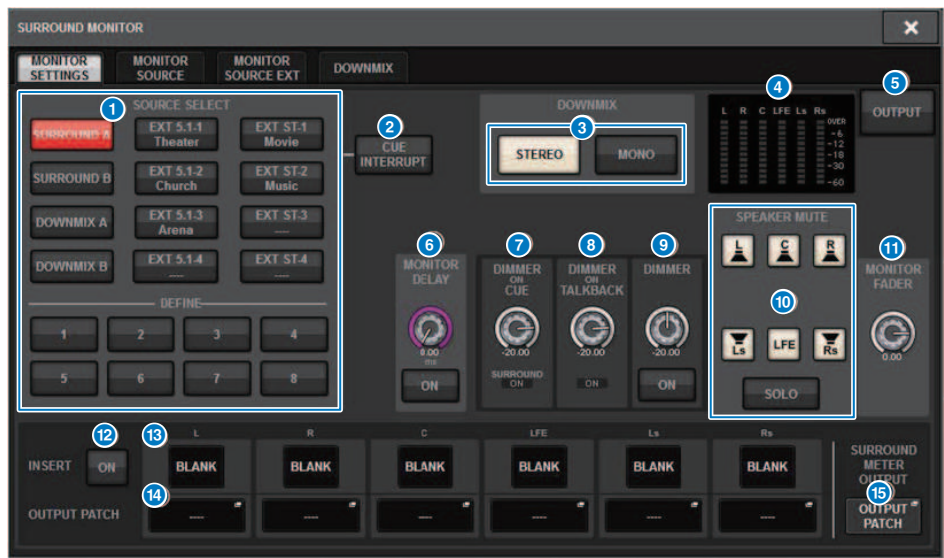 SURROUND MONITOR
MONITOR SETTINGS
MONITOR SOURCE
MONITOR SOURCE EXT
DOWNMIX
1
SOURCE SELECT
SURROUND A
EXT 5.1-1 Theater
EXT ST-1 Movie
SURROUND B
EXT 5.1-2 Church
EXT ST-2 Music
DOWNMIX A
EXT 5.1-3 Arena
EXT ST-3 ----
DOWNMIX B
EXT 5.1-4 ----
EXT ST-4 ----
DEFINE
1 2 3 4
5 6 7 8
2
CUE INTERRUPT
DOWNMIX
3
STEREO
MONO
4
L R C LFE Ls Rs
OVER
-6
-12
-18
-30
-60
5
OUTPUT
6
MONITOR DELAY
0.00
ms
ON
7
DIMMER
ON
CUE
-20.00
SURROUND
ON
8
DIMMER
ON
TALKBACK
-20.00
ON
9
DIMMER
-20.00
ON
SPEAKER MUTE
L C R
10
Ls LFE Rs
SOLO
11
MONITOR FADER
0.00
12
INSERT
ON
13
L R C LFE Ls Rs
BLANK BLANK BLANK BLANK BLANK BLANK
14
OUTPUT PATCH
---- ---- ---- ---- ---- ----
SURROUND METER OUTPUT
15
OUTPUT PATCH